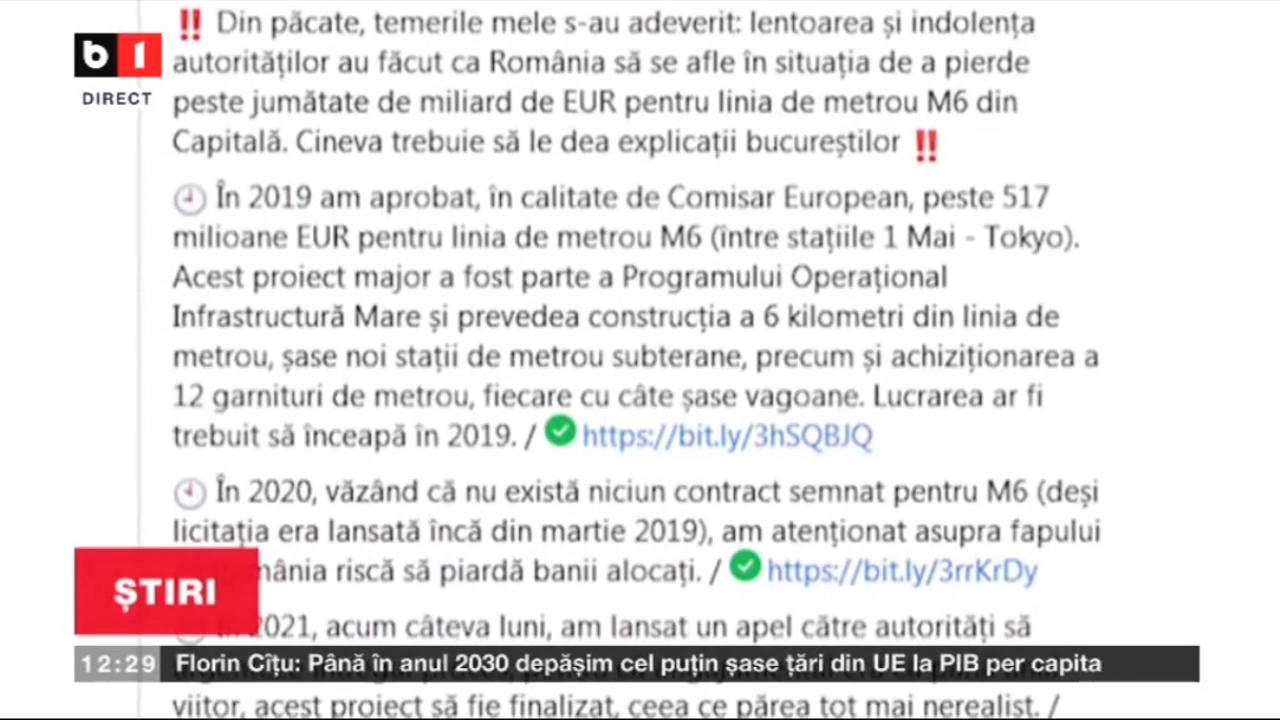 ‼ Din păcate, temerile mele s-au adeverit: lentoarea și indolența
autorităților au făcut ca România să se afle în situația de a pierde
peste jumătate de miliard de EUR pentru linia de metrou M6 din
Capitală. Cineva trebuie să le dea explicații bucureștilor ‼
b1
DIRECT
În 2019 am aprobat, în calitate de Comisar European, peste 517
milioane EUR pentru linia de metrou M6 (între stațiile 1 Mai - Tokyo).
Acest proiect major a fost parte a Programului Operațional
Infrastructură Mare și prevedea construcția a 6 kilometri din linia de
metrou, șase noi stații de metrou subterane, precum și achiziționarea a
12 garnituri de metrou, fiecare cu câte șase vagoane. Lucrarea ar fi
trebuit să înceapă în 2019. / https://bit.ly/3hSQBJQ
În 2020, văzând că nu există niciun contract semnat pentru M6 (deși
licitația era lansată încă din martie 2019), am atenționat asupra fapului
mânia riscă să piardă banii alocați. / https://bit.ly/3rrKrDy
ȘTIRI
2021, acum câteva luni, am lansat un apel către autorități să
12:29 Florin Cîțu: Până în anul 2030 depășim cel puțin șase țări din UE la PIB per capita
viitor, acest proiect să fie finalizat, ceea ce părea tot mai nerealist. /